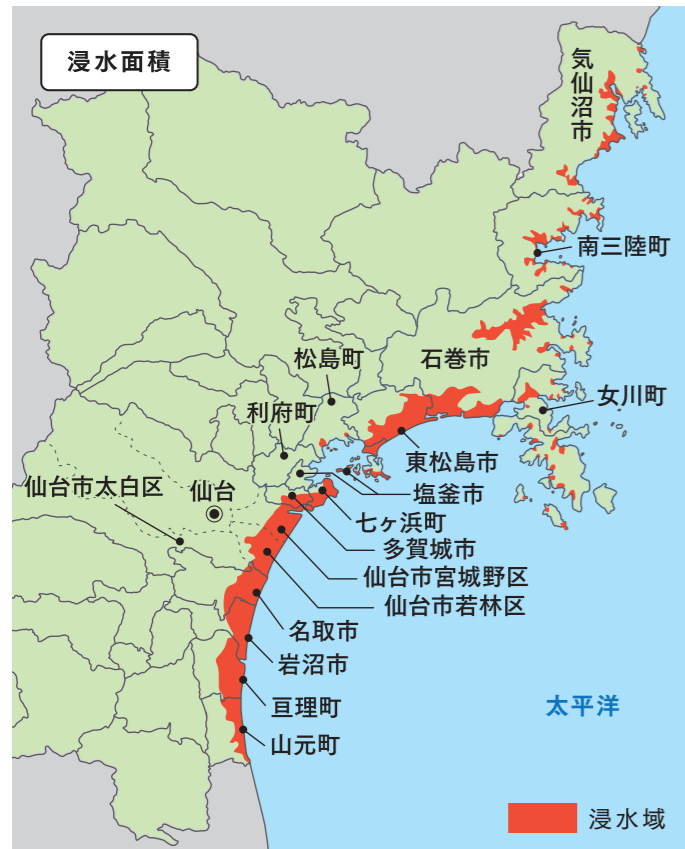 浸水面積
気仙沼市
南三陸町
石巻市
松島町
女川町
利府町
東松島市
仙台市太白区
仙台
塩釜市
七ヶ浜町
多賀城市
仙台市宮城野区
仙台市若林区
名取市
岩沼市
亘理町
太平洋
山元町
浸水域